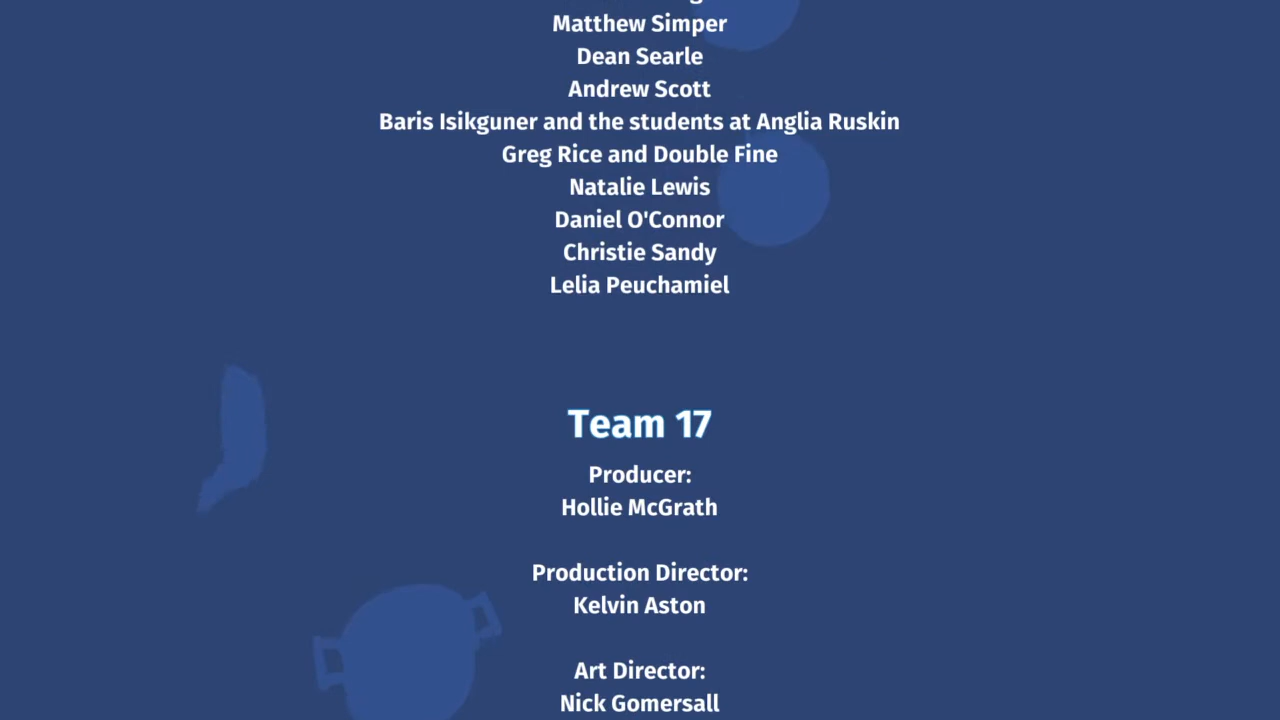 Matthew Simper
Dean Searle
Andrew Scott
Baris Isikguner and the students at Anglia Ruskin
Greg Rice and Double Fine
Natalie Lewis
Daniel O'Connor
Christie Sandy
Lelia Peuchamiel
Team 17
Producer:
Hollie McGrath
Production Director:
Kelvin Aston
Art Director:
Nick Gomersall